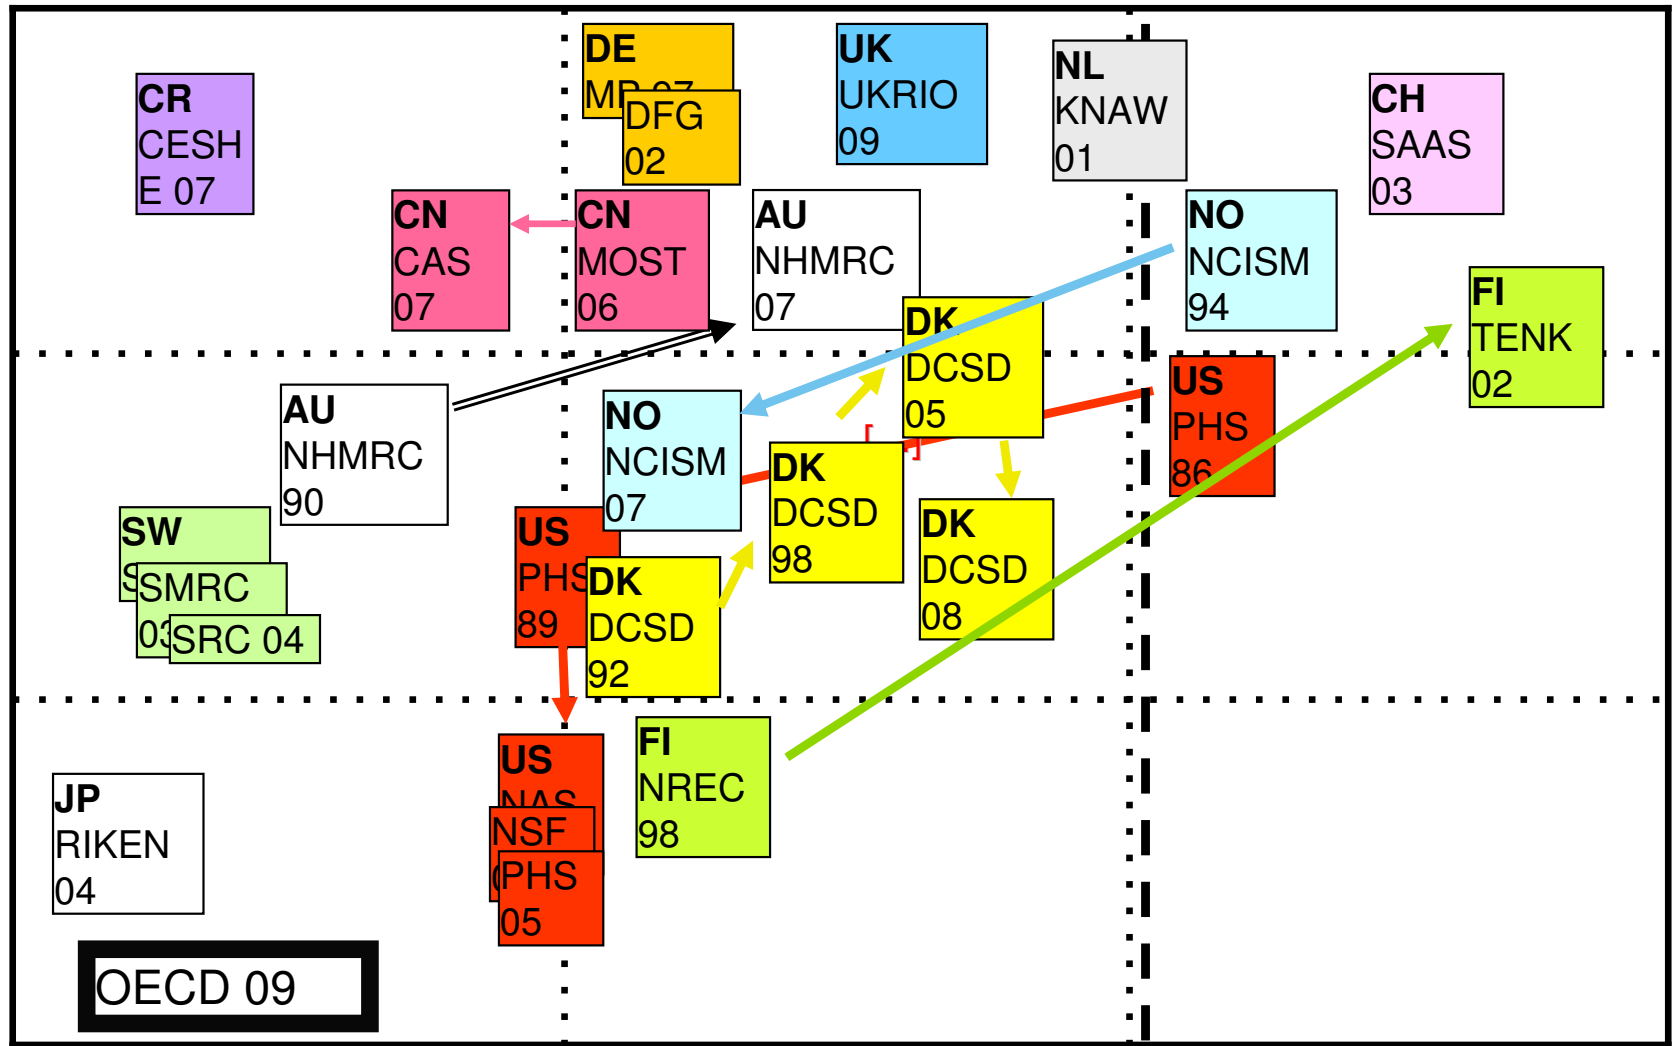 CR
CESH
E 07
DE
DFG
02
UK
UKRIO
09
NL
KNAW
01
CH
SAAS
03
CN
CAS
07
CN
MOST
06
AU
NHMRC
07
NO
NCISM
94
FI
TENK
02
DK
DCSD
05
US
PHS
86
AU
NHMRC
90
NO
NCISM
07
[
]
DK
DCSD
98
DK
DCSD
08
SW
SMRC
03
SRC 04
US
PHS
89
DK
DCSD
92
JP
RIKEN
04
US
NAS
NSF
PHS
05
FI
NREC
98
OECD 09